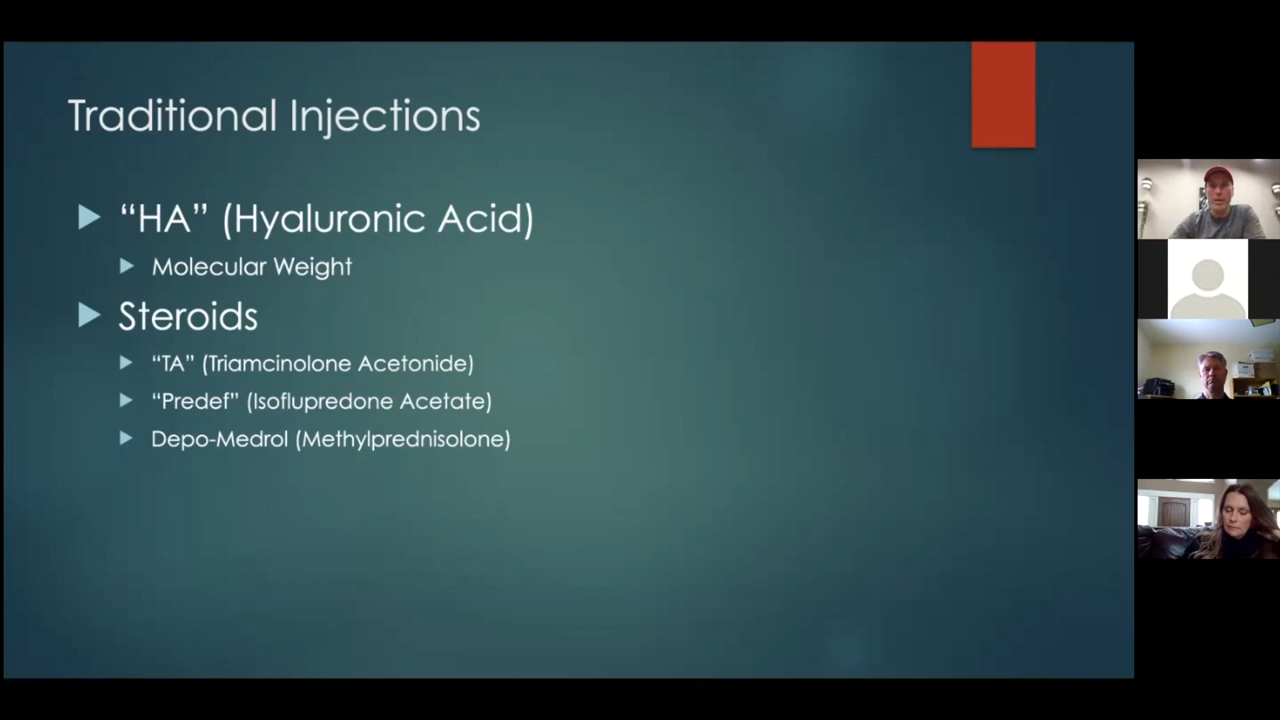 Traditional Injections
“HA” (Hyaluronic Acid)
Molecular Weight
Steroids
“TA” (Triamcinolone Acetonide)
“Predef” (Isoflupredone Acetate)
Depo-Medrol (Methylprednisolone)